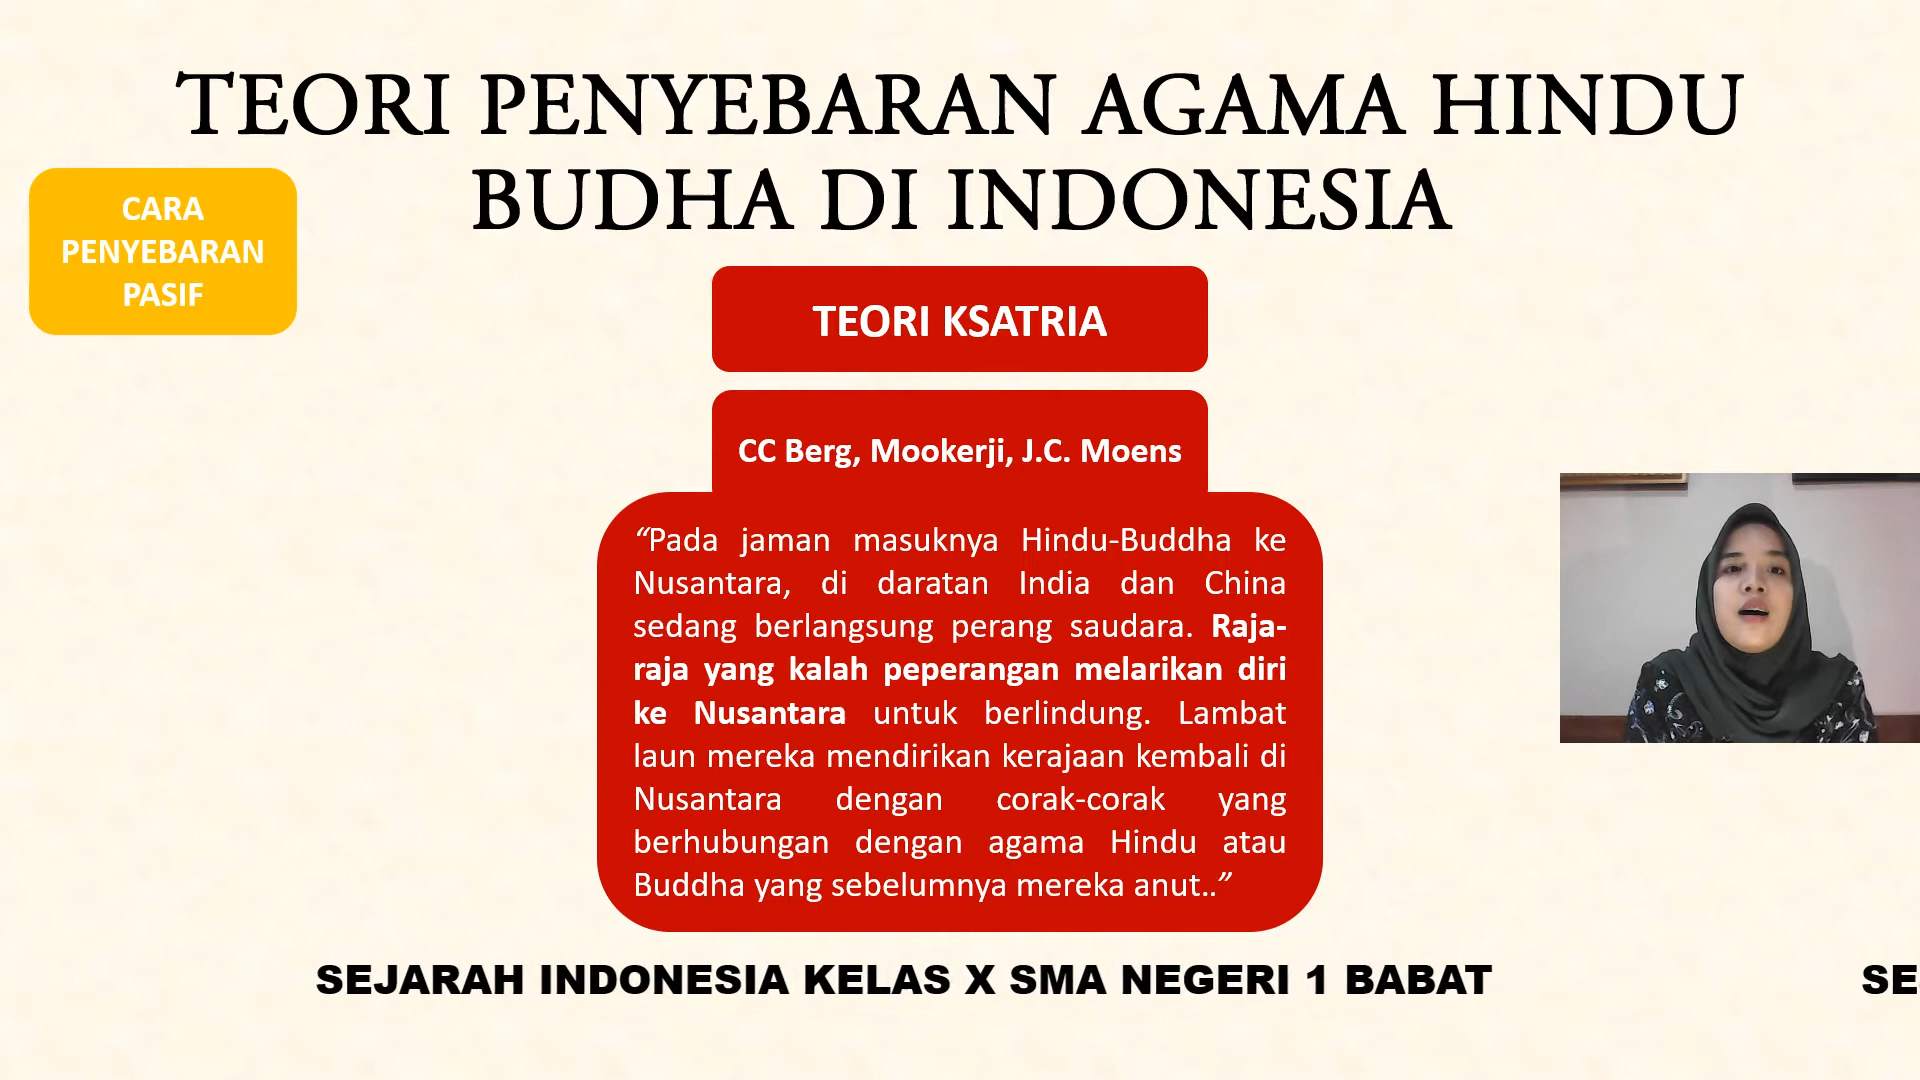 TEORI PENYEBARAN AGAMA HINDU
BUDHA DI INDONESIA
CARA
PENYEBARAN
PASIF
TEORI KSATRIA
CC Berg, Mookerji, J.C. Moens
“Pada jaman masuknya Hindu-Buddha ke
Nusantara, di daratan India dan China
sedang berlangsung perang saudara. Raja-
raja yang kalah peperangan melarikan diri
ke Nusantara untuk berlindung. Lambat
laun mereka mendirikan kerajaan kembali di
Nusantara dengan corak-corak yang
berhubungan dengan agama Hindu atau
Buddha yang sebelumnya mereka anut..”
SEJARAH INDONESIA KELAS X SMA NEGERI 1 BABAT